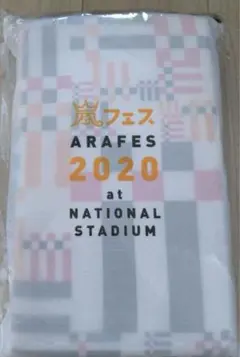 嵐フェス
ARAFES
2020
at
NATIONAL
STADIUM